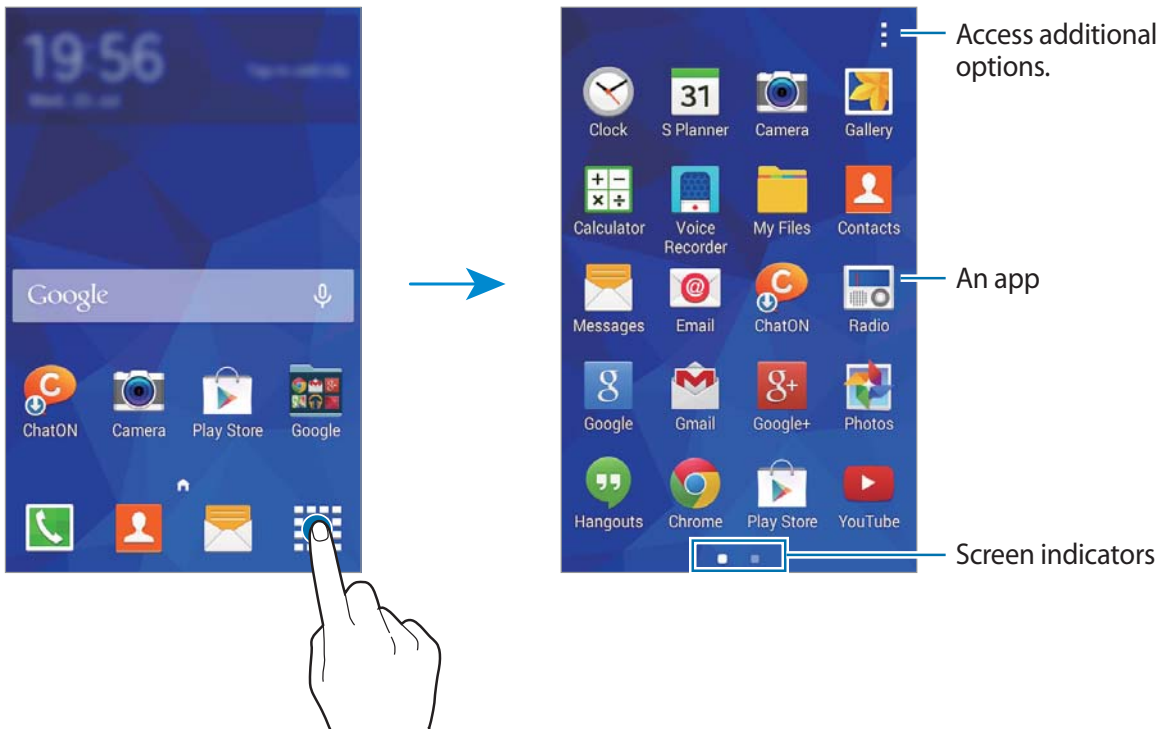 19:56
Google
ChatON
Camera
Play Store
Google
Access additional
options.
31
Clock
S Planner
Camera
Gallery
Calculator
Voice
Recorder
My Files
Contacts
An app
Messages
Email
ChatON
Radio
Google
Gmail
Google+
Photos
Hangouts
Chrome
Play Store
YouTube
Screen indicators